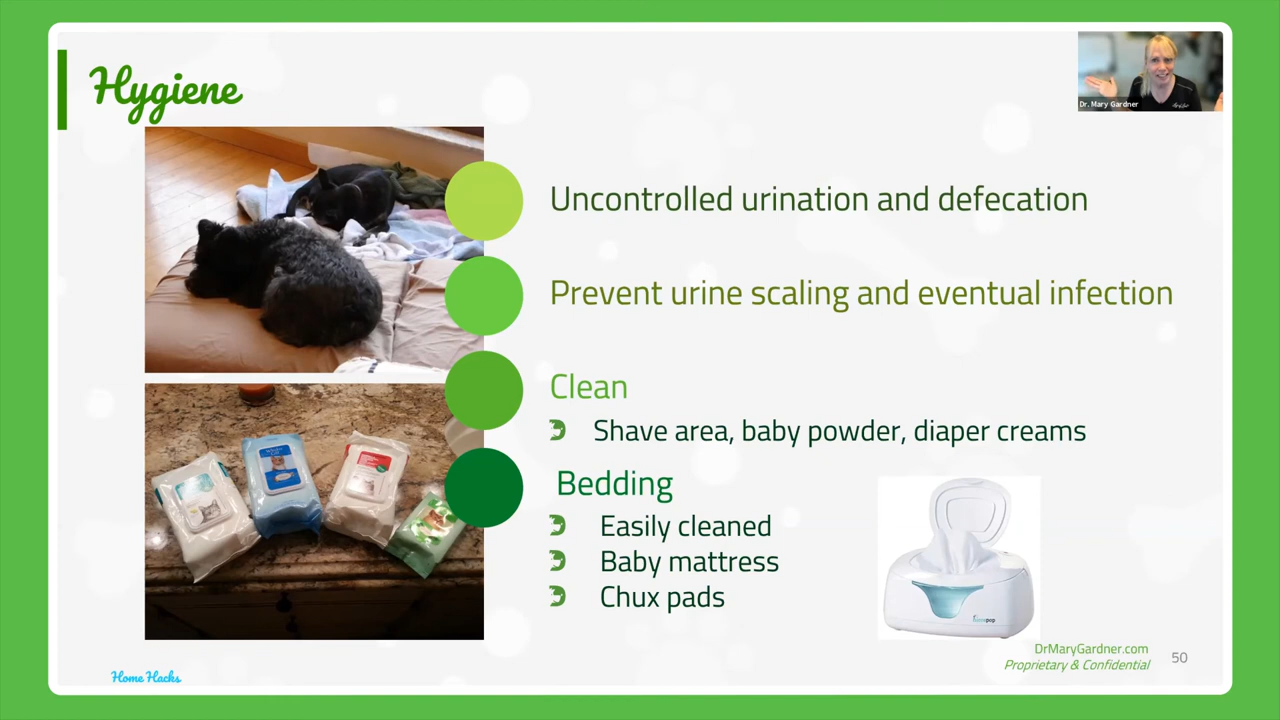 Hygiene
Dr. Mary Gardner
Uncontrolled urination and defecation
Prevent urine scaling and eventual infection
Clean
Shave area, baby powder, diaper creams
Bedding
Easily cleaned
Baby mattress
Chux pads
Home Hacks
DrMaryGardner.com
Proprietary & Confidential
50